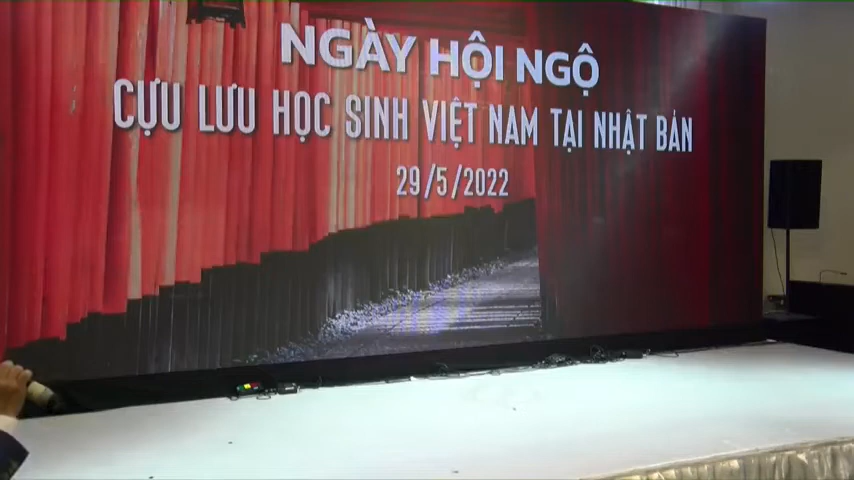 NGÀY HỘI NGỘ
CỰU LƯU HỌC SINH VIỆT NAM TẠI NHẬT BẢN
29/5/2022